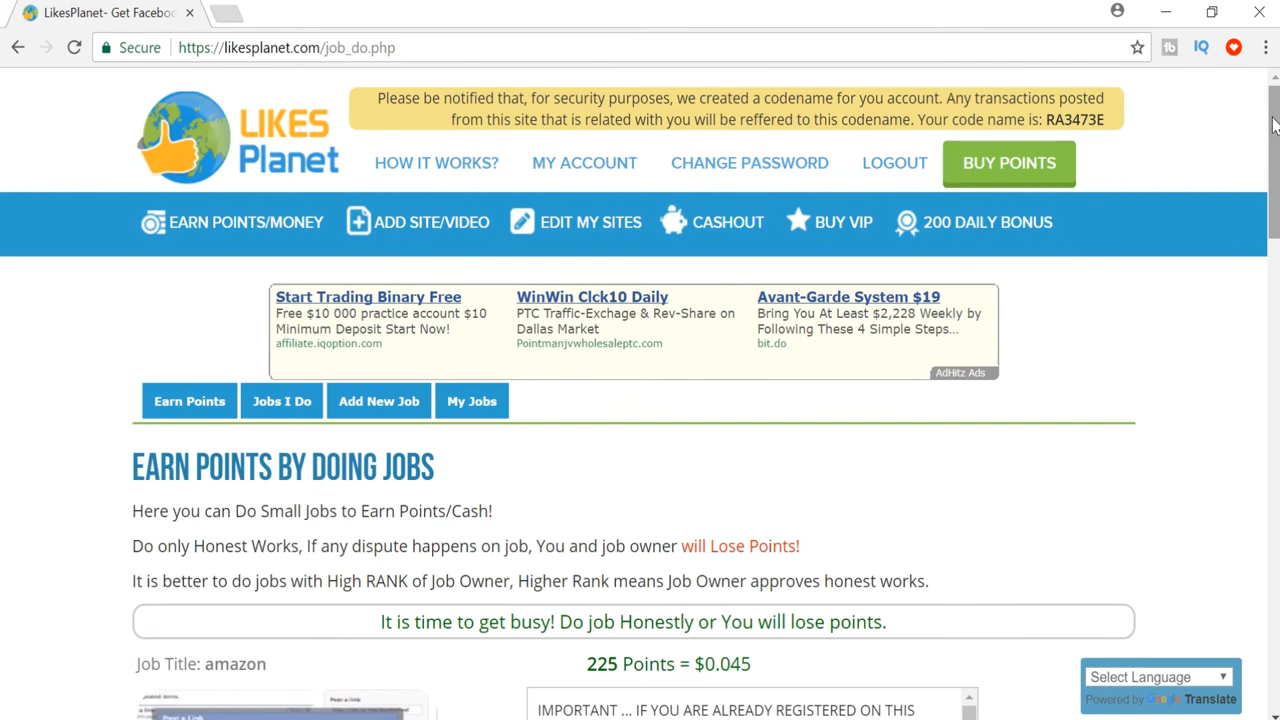 LikesPlanet- Get Facebo
Secure https://likesplanet.com/job_do.php
IQ
LIKES
Planet
Please be notified that, for security purposes, we created a codename for you account. Any transactions posted
from this site that is related with you will be reffered to this codename. Your code name is: RA3473E
HOW IT WORKS? MY ACCOUNT CHANGE PASSWORD LOGOUT BUY POINTS
EARN POINTS/MONEY ADD SITE/VIDEO EDIT MY SITES CASHOUT BUY VIP 200 DAILY BONUS
Start Trading Binary Free
Free $10 000 practice account $10
Minimum Deposit Start Now!
affiliate.iqoption.com
WinWin Clck10 Daily
PTC Traffic-Exchage & Rev-Share on
Dallas Market
Pointmanjvwholesaleptc.com
Avant-Garde System $19
Bring You At Least $2,228 Weekly by
Following These 4 Simple Steps...
bit.do
AdHitz Ads
Earn Points Jobs I Do Add New Job My Jobs
EARN POINTS BY DOING JOBS
Here you can Do Small Jobs to Earn Points/Cash!
Do only Honest Works, If any dispute happens on job, You and job owner will Lose Points!
It is better to do jobs with High RANK of Job Owner, Higher Rank means Job Owner approves honest works.
It is time to get busy! Do job Honestly or You will lose points.
Job Title: amazon
225 Points = $0.045
Select Language
Powered by Google Translate
Post a link
IMPORTANT ... IF YOU ARE ALREADY REGISTERED ON THIS